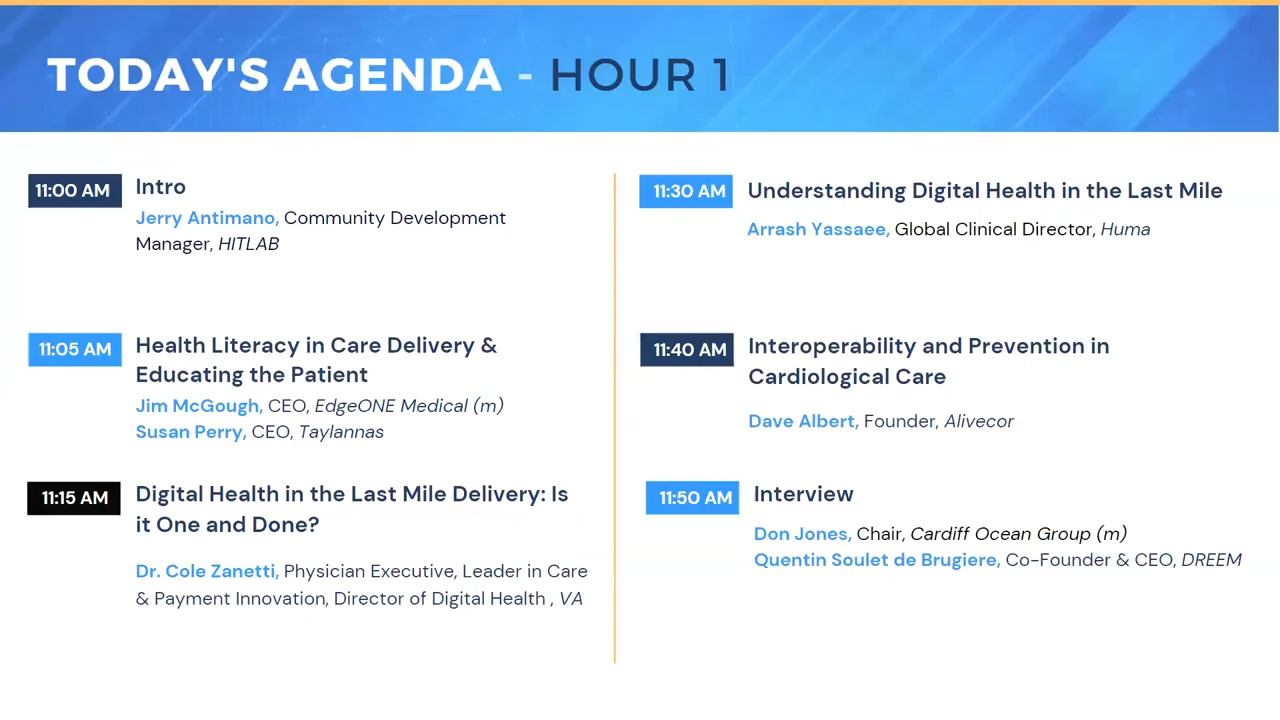 TODAY'S AGENDA - HOUR 1
11:00 AM
Intro
Jerry Antimano, Community Development
Manager, HITLAB
11:05 AM
Health Literacy in Care Delivery &
Educating the Patient
Jim McGough, CEO, EdgeONE Medical (m)
Susan Perry, CEO, Taylannas
11:15 AM
Digital Health in the Last Mile Delivery: Is
it One and Done?
Dr. Cole Zanetti, Physician Executive, Leader in Care
& Payment Innovation, Director of Digital Health , VA
11:30 AM
Understanding Digital Health in the Last Mile
Arrash Yassaee, Global Clinical Director, Huma
11:40 AM
Interoperability and Prevention in
Cardiological Care
Dave Albert, Founder, Alivecor
11:50 AM
Interview
Don Jones, Chair, Cardiff Ocean Group (m)
Quentin Soulet de Brugiere, Co-Founder & CEO, DREEM